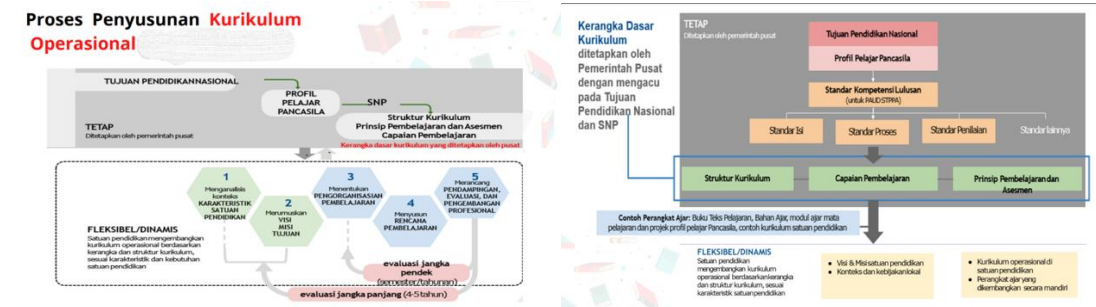 Proses Penyusunan Kurikulum
Operasional
TUJUAN PENDIDIKANNASIONAL
PROFIL
PELAJAR
PANCASILA
SNP
Struktur Kurikulum
Prinsip Pembelajaran dan Asesmen
Capaian Pembelajaran
Kerangka dasar kurikulum yang ditetapkan oleh pusat
TETAP
Ditetapkan oleh pemerintah pusat
1
Menganalisis
konteks
KARAKTERISTIK
SATUAN
PENDIDIKAN
2
Merumuskan
VISI
MISI
TUJUAN
3
Menentukan
PENGORGANISASIAN
PEMBELAJARAN
4
Menyusun
RENCANA
PEMBELAJARAN
5
Merancang
PENDAMPINGAN,
EVALUASI, DAN
PENGEMBANGAN
PROFESIONAL
FLEKSIBEL/DINAMIS
Satuan pendidikan mengembangkan
kurikulum operasional berdasarkan
kerangka dan struktur kurikulum,
sesuai karakteristik dan kebutuhan
satuan pendidikan
evaluasi jangka
pendek
(semester/tahunan)
evaluasi jangka panjang (4-5 tahun)
Kerangka Dasar
Kurikulum
ditetapkan oleh
Pemerintah Pusat
dengan mengacu
pada Tujuan
Pendidikan Nasional
dan SNP
TETAP
Ditetapkan oleh pemerintah pusat
Tujuan Pendidikan Nasional
Profil Pelajar Pancasila
Standar Kompetensi Lulusan
(untuk PAUD:STPPA)
Standar Isi
Standar Proses
Standar Penilaian
Standar lainnya
Struktur Kurikulum
Capaian Pembelajaran
Prinsip Pembelajaran dan
Asesmen
Contoh Perangkat Ajar: Buku Teks Pelajaran, Bahan Ajar, modul ajar mata
pelajaran dan projek profil pelajar Pancasila, contoh kurikulum satuan pendidikan
FLEKSIBEL/DINAMIS
Satuan pendidikan
mengembangkan kurikulum
operasional berdasarkankerangka
dan struktur kurikulum, sesuai
karakteristik satuan pendidikan
• Visi & Misi satuan pendidikan
• Konteks dan kebijakan lokal
• Kurikulum operasional di
satuan pendidikan
• Perangkat ajar yang
dikembangkan secara mandiri